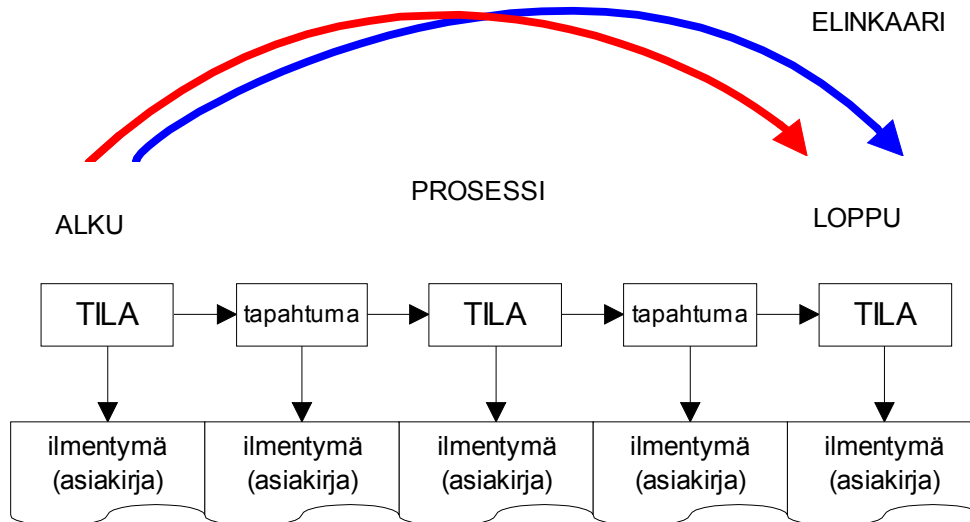 ELINKAARI
PROSESSI
ALKU
LOPPU
TILA
tapahtuma
TILA
tapahtuma
TILA
ilmentymä
(asiakirja)
ilmentymä
(asiakirja)
ilmentymä
(asiakirja)
ilmentymä
(asiakirja)
ilmentymä
(asiakirja)